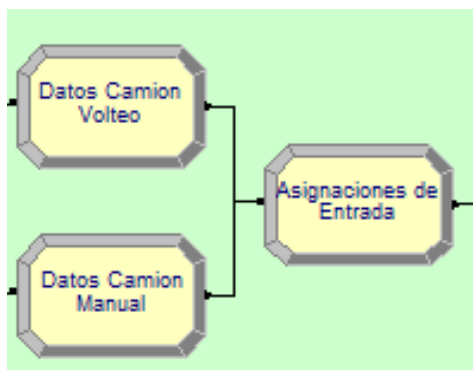 Datos Camion
Volteo
Asignaciones de
Entrada
Datos Camion
Manual